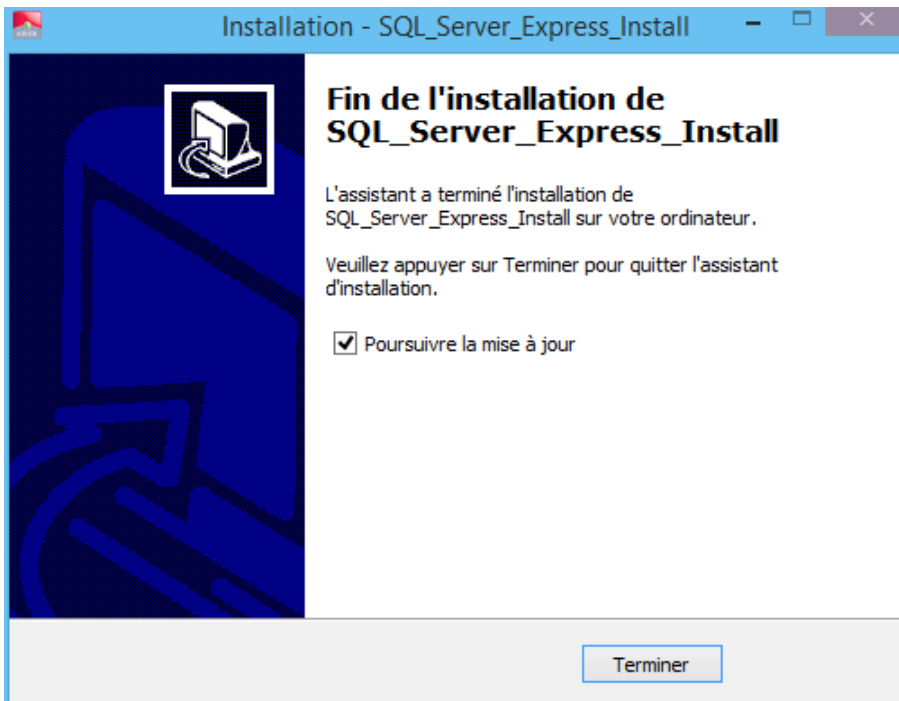 Installation - SQL_Server_Express_Install
Fin de l'installation de
SQL_Server_Express_Install
L'assistant a terminé l'installation de
SQL_Server_Express_Install sur votre ordinateur.
Veuillez appuyer sur Terminer pour quitter l'assistant
d'installation.
Poursuivre la mise à jour
Terminer